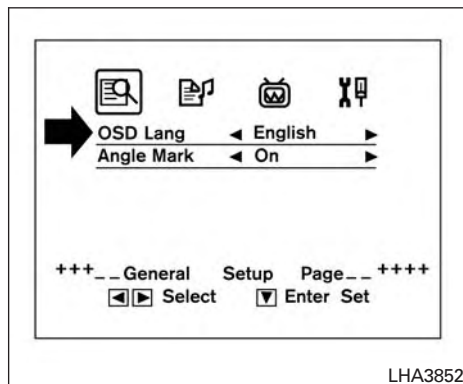 OSD Lang ◄ English ►
Angle Mark ◄ On ►
+++__General Setup Page__++++
◄ ► Select ▼ Enter Set
LHA3852